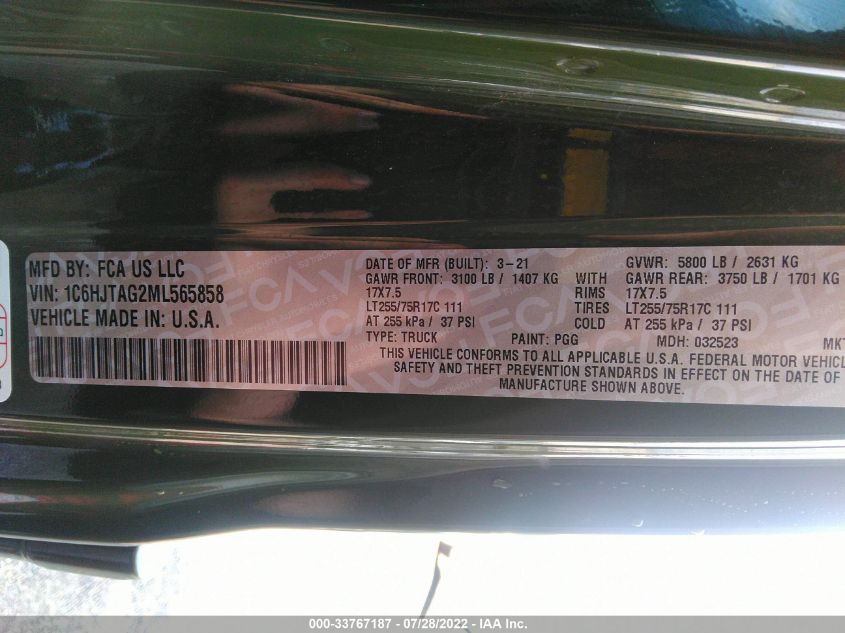 MFD BY: FCA US LLC
VIN: 1C6HJTAG2ML565858
VEHICLE MADE IN: U.S.A.
DATE OF MFR (BUILT): 3-21 GVWR: 5800 LB / 2631 KG
GAWR FRONT: 3100 LB / 1407 KG WITH GAWR REAR: 3750 LB / 1701 KG
17X7.5 RIMS 17X7.5
LT255/75R17C 111 TIRES LT255/75R17C 111
AT 255 kPa / 37 PSI COLD AT 255 kPa / 37 PSI
TYPE: TRUCK PAINT: PGG MDH: 032523 MKT
THIS VEHICLE CONFORMS TO ALL APPLICABLE U.S.A. FEDERAL MOTOR VEHICL
SAFETY AND THEFT PREVENTION STANDARDS IN EFFECT ON THE DATE OF
MANUFACTURE SHOWN ABOVE.
000-33767187 - 07/28/2022 - IAA Inc.